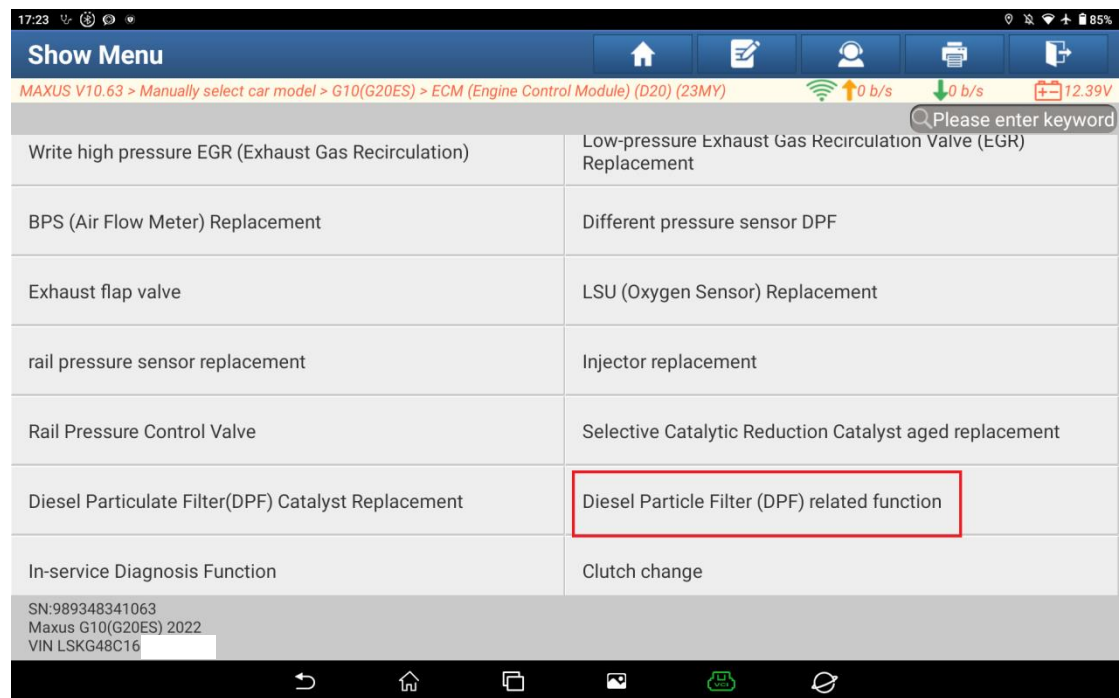 17:23
85%
Show Menu
MAXUS V10.63 > Manually select car model > G10(G20ES) > ECM (Engine Control Module) (D20) (23MY)
0 b/s
0 b/s
12.39V
Please enter keyword
Write high pressure EGR (Exhaust Gas Recirculation)
Low-pressure Exhaust Gas Recirculation Valve (EGR)
Replacement
BPS (Air Flow Meter) Replacement
Different pressure sensor DPF
Exhaust flap valve
LSU (Oxygen Sensor) Replacement
rail pressure sensor replacement
Injector replacement
Rail Pressure Control Valve
Selective Catalytic Reduction Catalyst aged replacement
Diesel Particulate Filter(DPF) Catalyst Replacement
Diesel Particle Filter (DPF) related function
In-service Diagnosis Function
Clutch change
SN:989348341063
Maxus G10(G20ES) 2022
VIN LSKG48C16
VCI